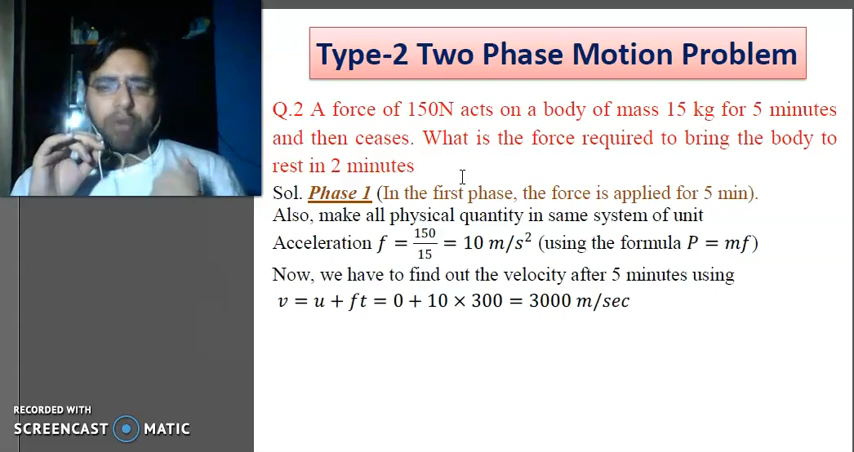 Type-2 Two Phase Motion Problem
Q.2 A force of 150N acts on a body of mass 15 kg for 5 minutes
and then ceases. What is the force required to bring the body to
rest in 2 minutes
Sol. Phase 1 (In the first phase, the force is applied for 5 min).
Also, make all physical quantity in same system of unit
Acceleration f = 150/15 = 10 m/s² (using the formula P = mf)
Now, we have to find out the velocity after 5 minutes using
v = u + ft = 0 + 10 × 300 = 3000 m/sec
RECORDED WITH
SCREENCAST MATIC